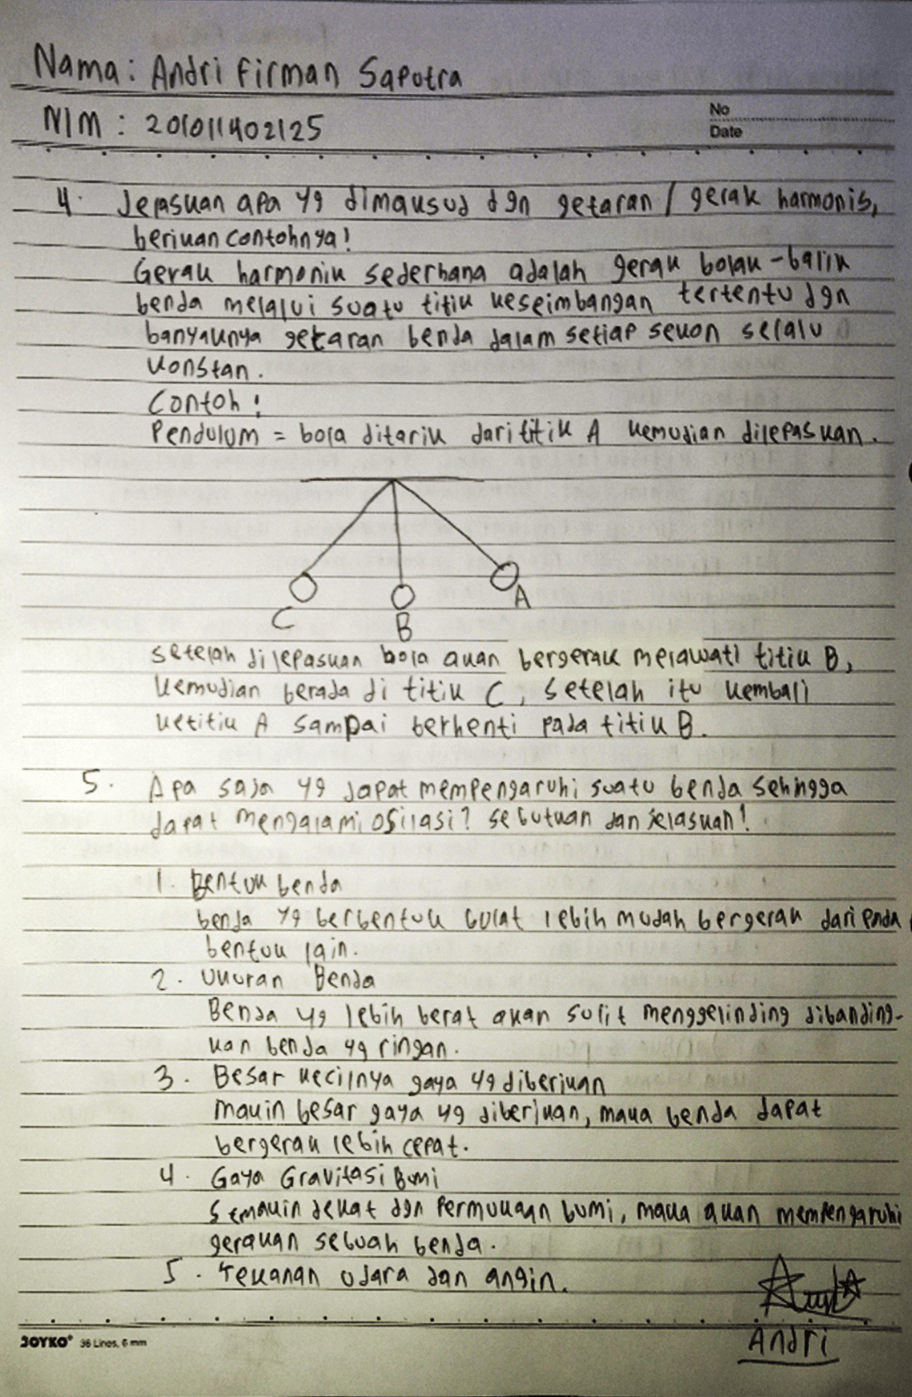 Nama: Andri Firman Saputra
NIM : 201011402125
No
Date
4. Jelaskan apa yg dimaksud dgn getaran / gerak harmonis,
berikan contohnya!
Gerak harmonik sederhana adalah gerak bolak-balik
benda melalui suatu titik keseimbangan tertentu dgn
banyaknya getaran benda dalam setiap sekon selalu
konstan.
Contoh:
Pendulum = bola ditarik dari titik A kemudian dilepaskan.
C
B
A
setelah dilepaskan bola akan bergerak melawati titik B,
kemudian berada di titik C, setelah itu kembali
ketitik A sampai berhenti pada titik B.
5. Apa saja yg dapat mempengaruhi suatu benda sehingga
dapat mengalami osilasi? sebutkan dan jelaskan!
1. Bentuk benda
benda yg berbentuk bulat lebih mudah bergerak daripada
bentuk lain.
2. Ukuran Benda
Benda yg lebih berat akan sulit menggelinding dibanding-
kan benda yg ringan.
3. Besar kecilnya gaya yg diberikan
makin besar gaya yg diberikan, maka benda dapat
bergerak lebih cepat.
4. Gaya Gravitasi Bumi
Semakin dekat dgn Permukaan bumi, maka akan mempengaruhi
gerakan sebuah benda.
5. Tekanan udara dan angin.
Andri
JOYKO® 36 Lines, 6 mm